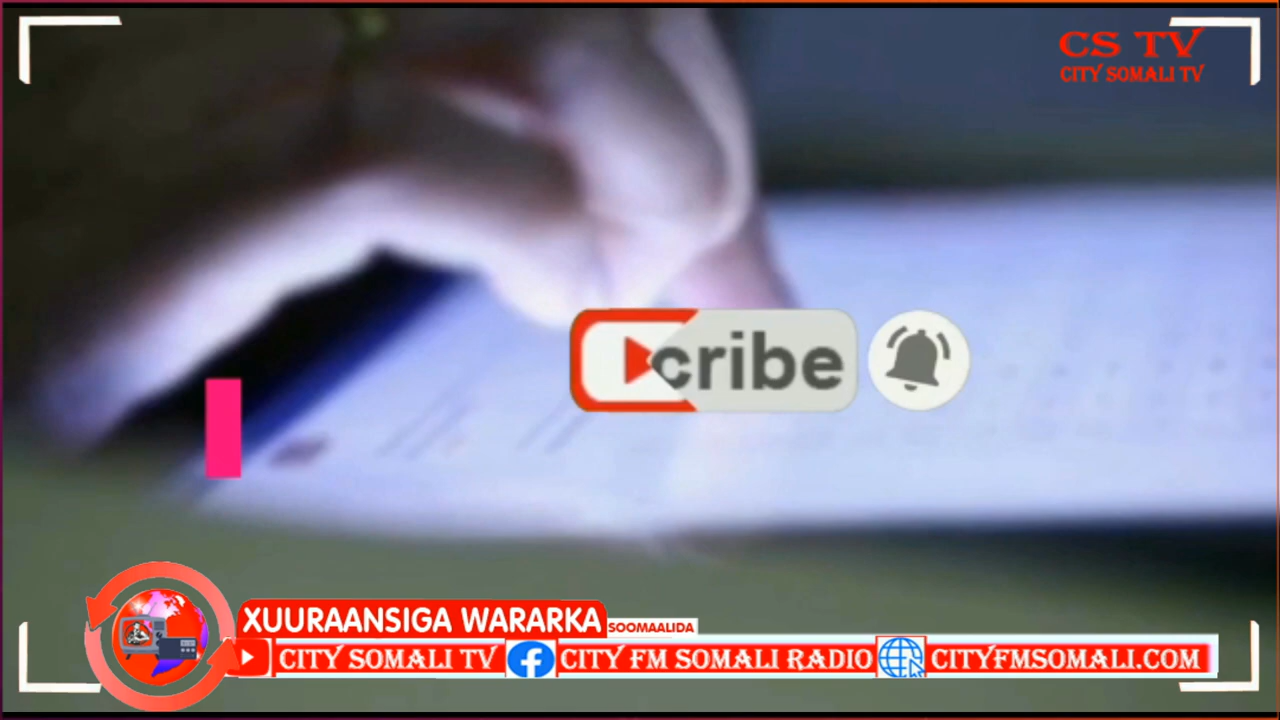 CS TV
CITY SOMALI TV
cribe
XUURAANSIGA WARARKA
SOOMAALIDA
CITY SOMALI TV CITY FM SOMALI RADIO CITYFMSOMALI.COM